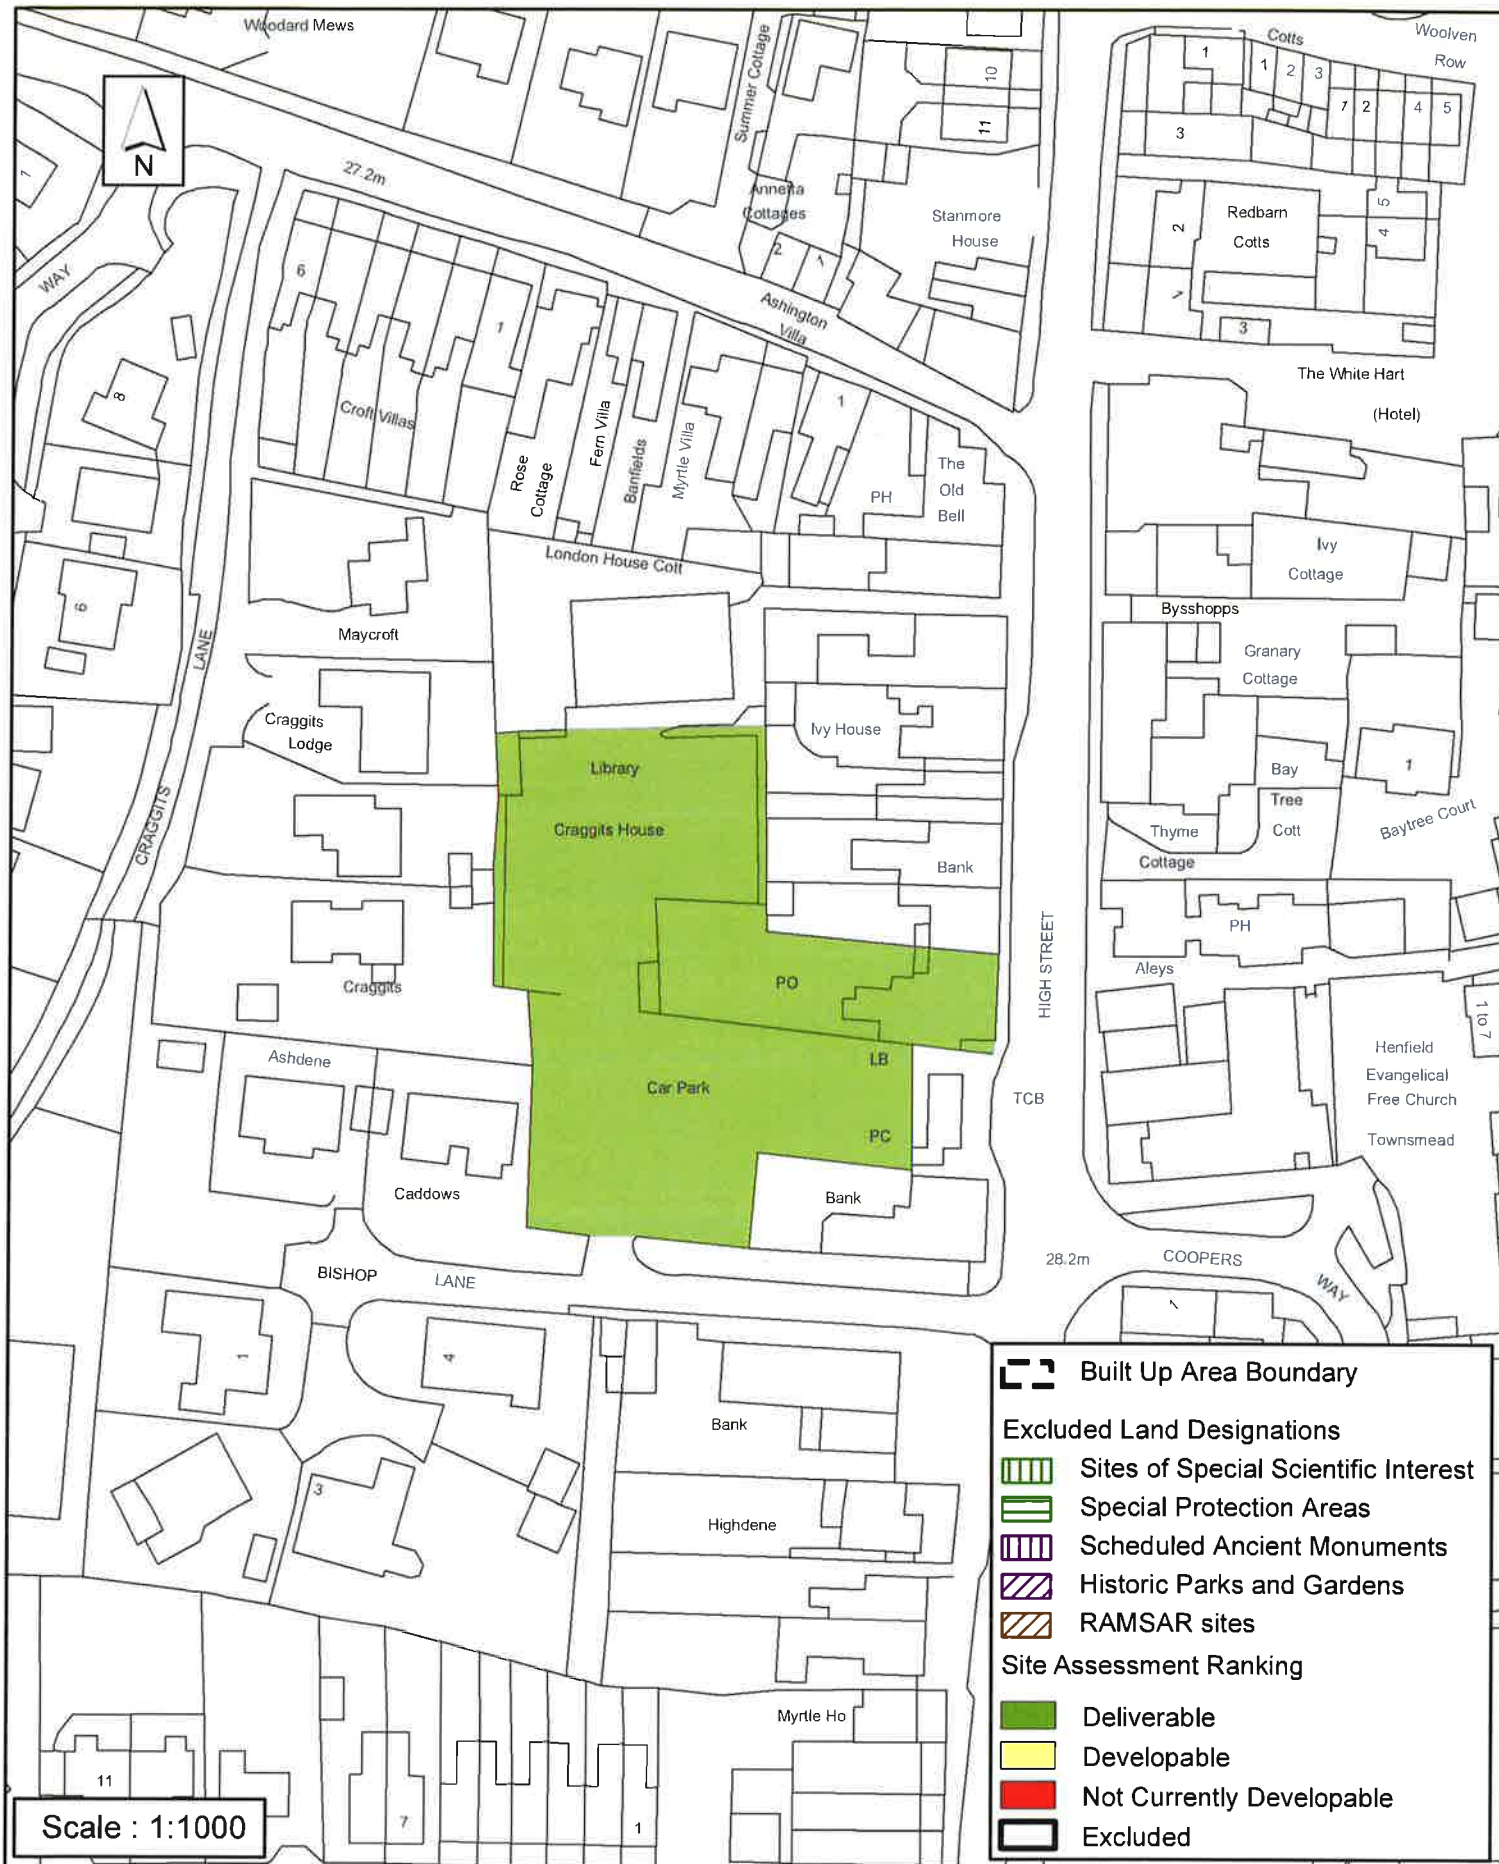 Woodard Mews
Summer Cottage
10
11
Cotts
Woolven
Row
1
1
2
3
1
2
4
5
3
N
27.2m
1
Annetta
Cottages
2
1
Stanmore
House
2
Redbarn
Cotts
5
4
1
3
WAY
6
1
Ashington
Villa
The White Hart
(Hotel)
8
Croft Villas
Rose
Cottage
Fern Villa
Banfields
Myrtle Villa
1
PH
The
Old
Bell
London House Cott
Ivy
Cottage
Bysshopps
6
LANE
Maycroft
Granary
Cottage
Craggits
Lodge
Ivy House
Library
Bay
Tree
Cott
1
Craggits House
Thyme
Cottage
Baytree Court
CRAGGITS
Bank
PH
HIGH STREET
Aleys
Craggits
PO
1 to 7
Ashdene
LB
Henfield
Evangelical
Free Church
Car Park
TCB
PC
Townsmead
Caddows
Bank
BISHOP
LANE
28.2m
COOPERS
WAY
1
1
4
Bank
3
Highdene
Myrtle Ho
11
7
1
Scale : 1:1000
Built Up Area Boundary
Excluded Land Designations
Sites of Special Scientific Interest
Special Protection Areas
Scheduled Ancient Monuments
Historic Parks and Gardens
RAMSAR sites
Site Assessment Ranking
Deliverable
Developable
Not Currently Developable
Excluded